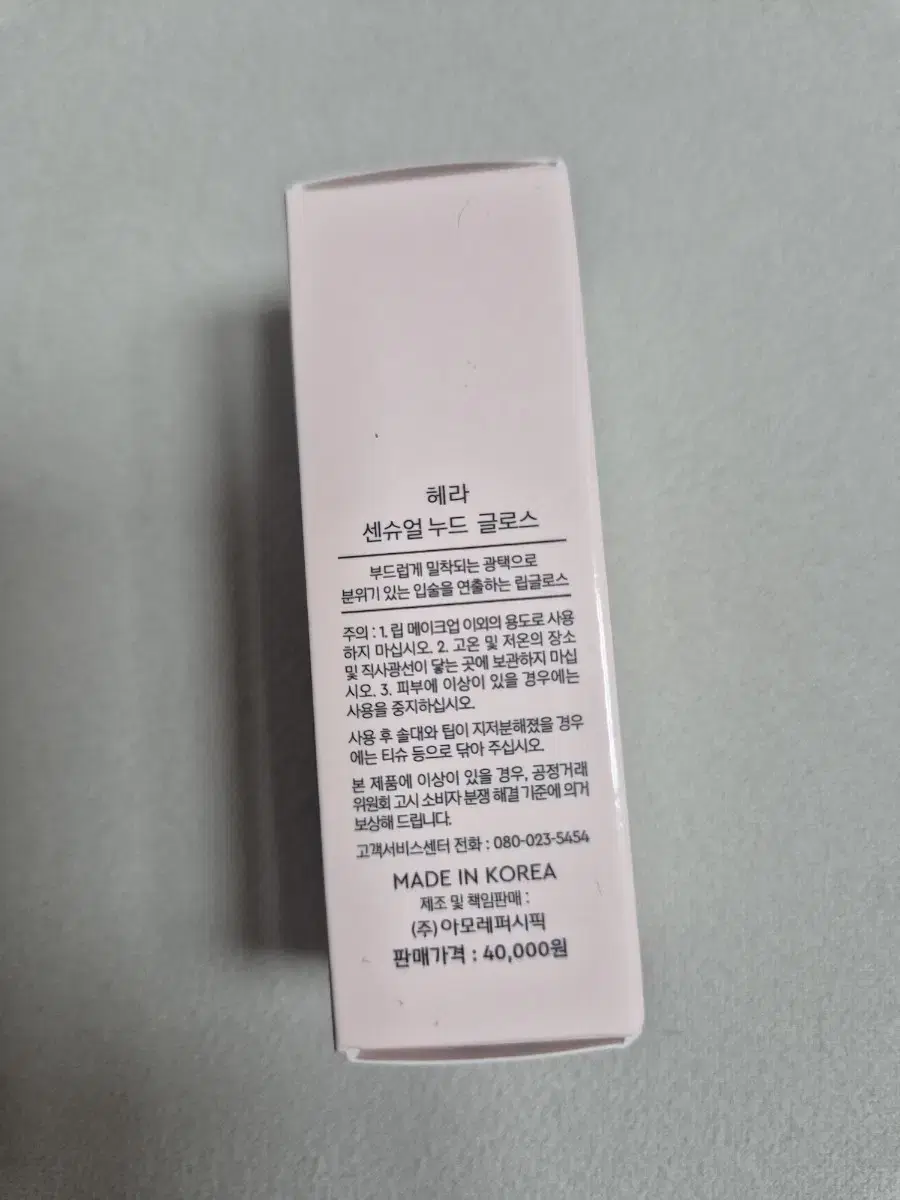 헤라
센슈얼 누드 글로스
부드럽게 밀착되는 광택으로
분위기 있는 입술을 연출하는 립글로스
주의 : 1. 립 메이크업 이외의 용도로 사용
하지 마십시오. 2. 고온 및 저온의 장소
및 직사광선이 닿는 곳에 보관하지 마십
시오. 3. 피부에 이상이 있을 경우에는
사용을 중지하십시오.
사용 후 솔대와 팁이 지저분해졌을 경우
에는 티슈 등으로 닦아 주십시오.
본 제품에 이상이 있을 경우, 공정거래
위원회 고시 소비자 분쟁 해결 기준에 의거
보상해 드립니다.
고객서비스센터 전화 : 080-023-5454
MADE IN KOREA
제조 및 책임판매 :
(주)아모레퍼시픽
판매가격 : 40,000원